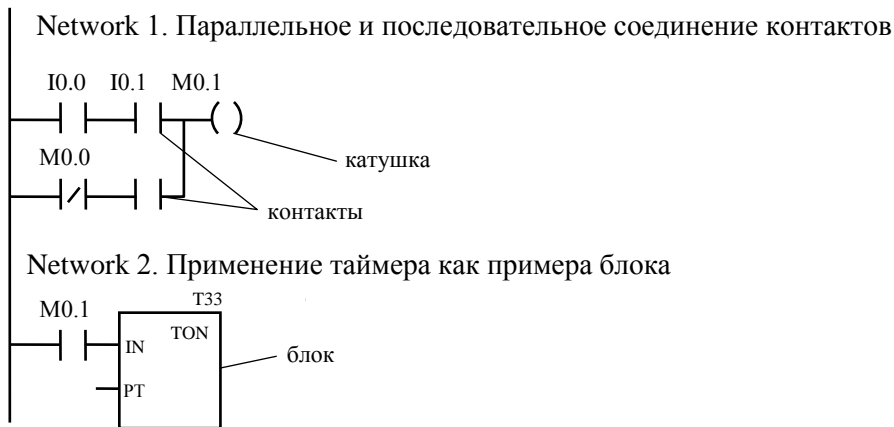 Network 1. Параллельное и последовательное соединение контактов
I0.0 I0.1 M0.1
катушка
M0.0
контакты
Network 2. Применение таймера как примера блока
T33
M0.1
TON
IN
блок
PT